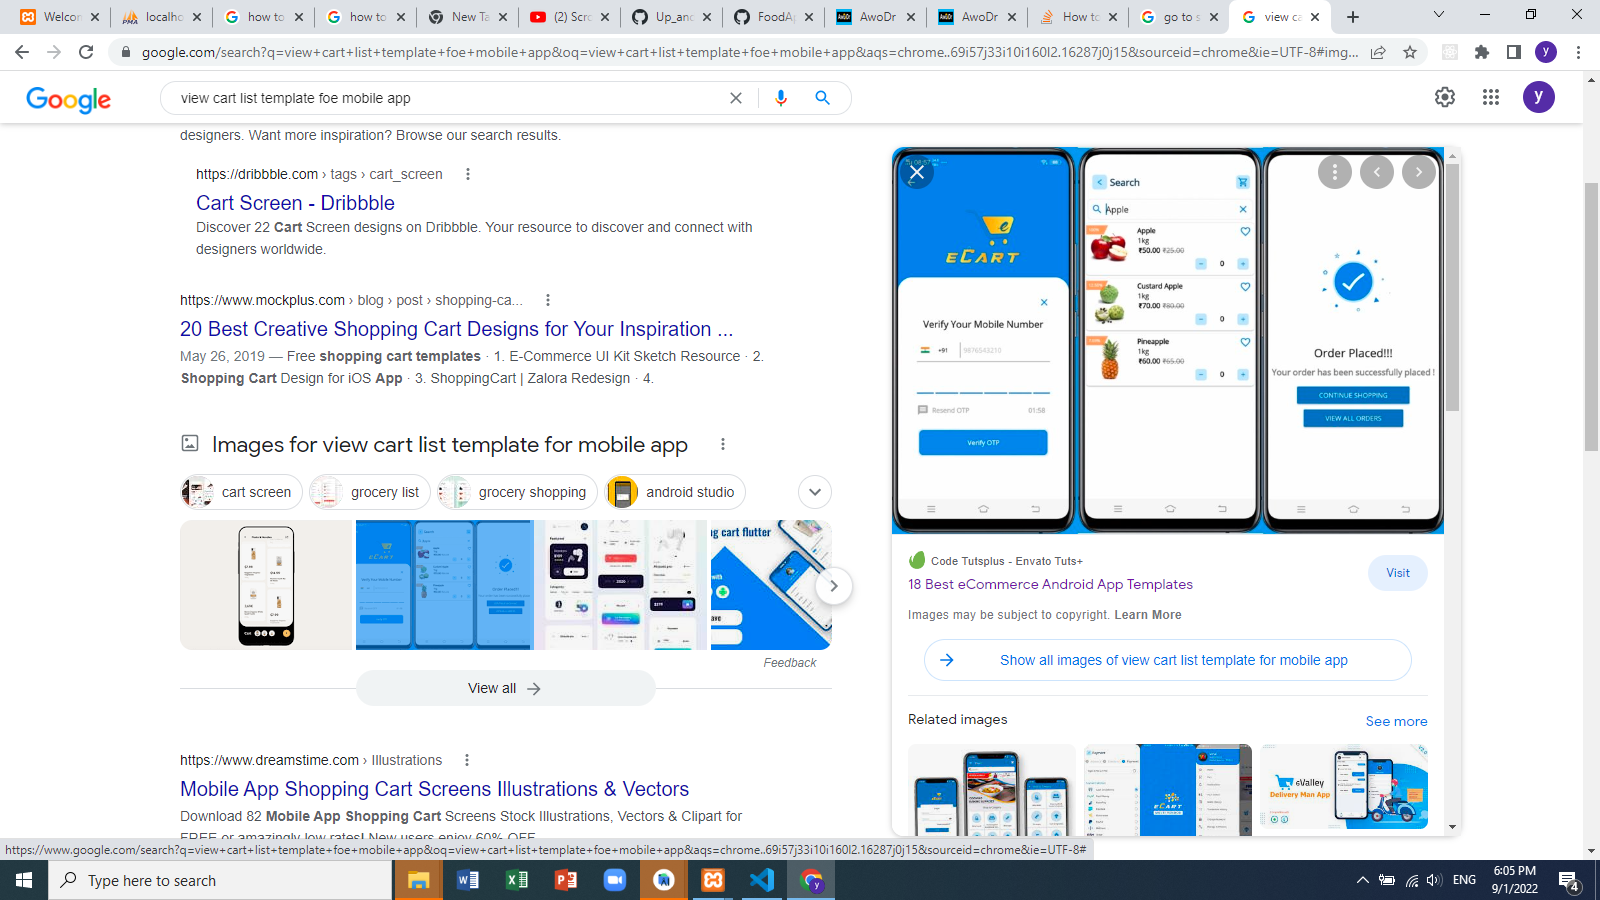 Welcon
localho
how to
how to
New Ta
(2) Scro
Up_and
FoodAp
AwoDr
AwoDr
How to
go to s
view ca
google.com/search?q=view+cart+list+template+foe+mobile+app&oq=view+cart+list+template+foe+mobile+app&aqs=chrome..69i57j33i10i160l2.16287j0j15&sourceid=chrome&ie=UTF-8#img...
y
Google
view cart list template foe mobile app
y
designers. Want more inspiration? Browse our search results.
https://dribbble.com › tags › cart_screen
Cart Screen - Dribbble
Discover 22 Cart Screen designs on Dribbble. Your resource to discover and connect with
designers worldwide.
https://www.mockplus.com › blog › post › shopping-ca...
20 Best Creative Shopping Cart Designs for Your Inspiration ...
May 26, 2019 — Free shopping cart templates · 1. E-Commerce UI Kit Sketch Resource · 2.
Shopping Cart Design for iOS App · 3. ShoppingCart | Zalora Redesign · 4.
Images for view cart list template for mobile app
cart screen
grocery list
grocery shopping
android studio
Feedback
View all
https://www.dreamstime.com › Illustrations
Mobile App Shopping Cart Screens Illustrations & Vectors
Download 82 Mobile App Shopping Cart Screens Stock Illustrations, Vectors & Clipart for
FREE or amazingly low rates! New users enjoy 60% OFF.
eCART
Verify Your Mobile Number
+91 9876543210
Resend OTP 01:58
Verify OTP
Search
Apple
Apple
1kg
₹50.00 ₹25.00
0
Custard Apple
1kg
₹70.00 ₹80.00
0
Pineapple
1kg
₹60.00 ₹65.00
0
Order Placed!!!
Your order has been successfully placed !
CONTINUE SHOPPING
VIEW ALL ORDERS
Code Tutsplus - Envato Tuts+
18 Best eCommerce Android App Templates
Visit
Images may be subject to copyright. Learn More
Show all images of view cart list template for mobile app
Related images
See more
eCART
eValley
Delivery Man App
https://www.google.com/search?q=view+cart+list+template+foe+mobile+app&oq=view+cart+list+template+foe+mobile+app&aqs=chrome..69i57j33i10i160l2.16287j0j15&sourceid=chrome&ie=UTF-8#
Type here to search
ENG
6:05 PM
9/1/2022
4